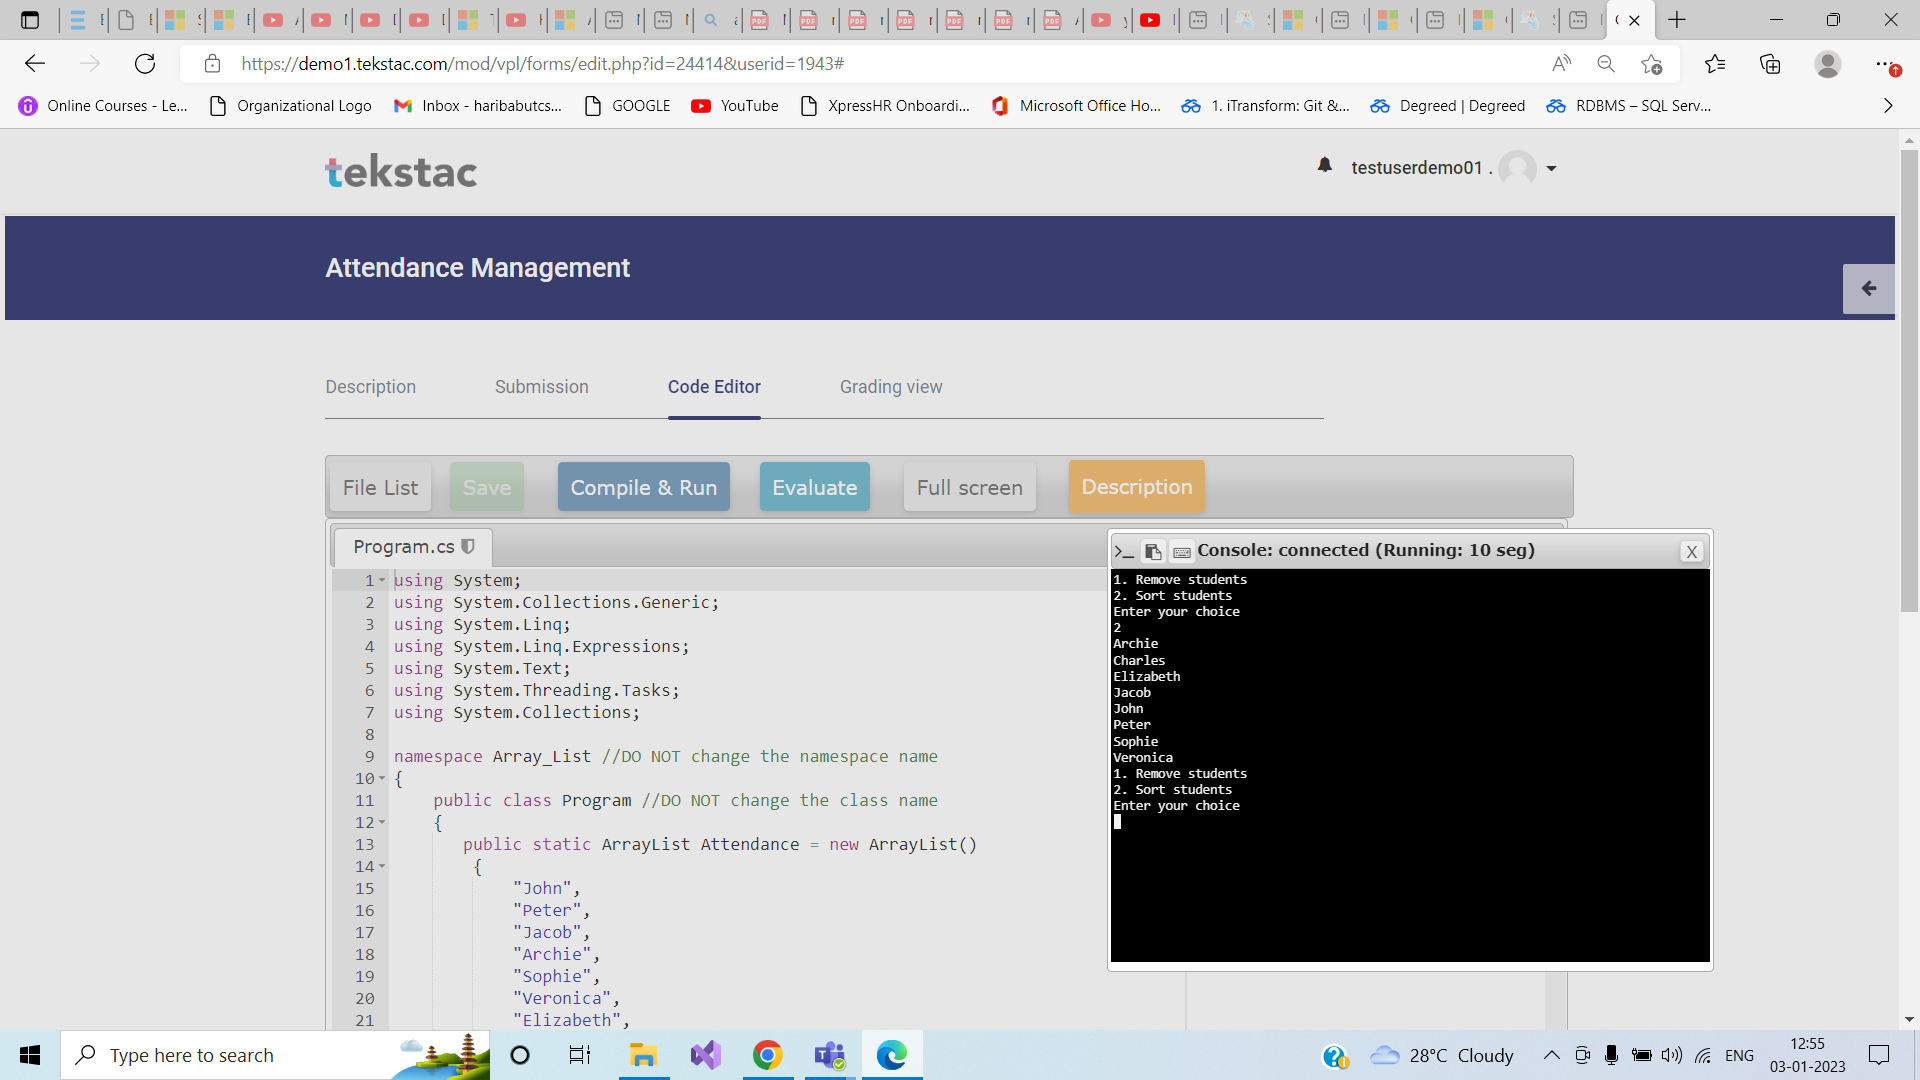 https://demo1.tekstac.com/mod/vpl/forms/edit.php?id=24414&userid=1943#
Online Courses - Le... Organizational Logo Inbox - haribabutcs... GOOGLE YouTube XpressHR Onboardi... Microsoft Office Ho... 1. iTransform: Git &... Degreed | Degreed RDBMS – SQL Serv...
tekstac
testuserdemo01 .
Attendance Management
Description Submission Code Editor Grading view
File List Save Compile & Run Evaluate Full screen Description
Program.cs
1 using System;
2 using System.Collections.Generic;
3 using System.Linq;
4 using System.Linq.Expressions;
5 using System.Text;
6 using System.Threading.Tasks;
7 using System.Collections;
8
9 namespace Array_List //DO NOT change the namespace name
10 {
11 public class Program //DO NOT change the class name
12 {
13 public static ArrayList Attendance = new ArrayList()
14 {
15 "John",
16 "Peter",
17 "Jacob",
18 "Archie",
19 "Sophie",
20 "Veronica",
21 "Elizabeth",
Console: connected (Running: 10 seg)
X
1. Remove students
2. Sort students
Enter your choice
2
Archie
Charles
Elizabeth
Jacob
John
Peter
Sophie
Veronica
1. Remove students
2. Sort students
Enter your choice
Type here to search
28°C Cloudy
ENG
12:55
03-01-2023